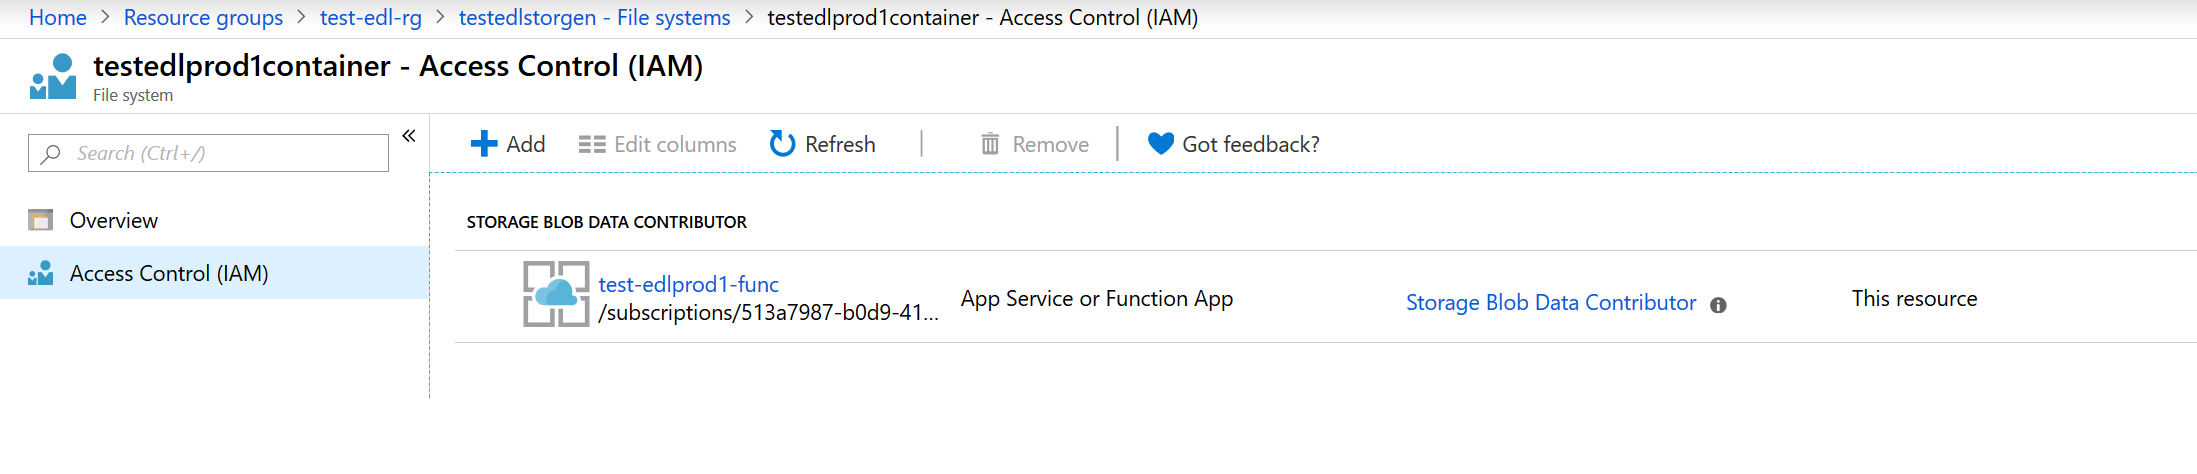 Home > Resource groups > test-edl-rg > testedlstorgen - File systems > testedlprod1container - Access Control (IAM)
testedlprod1container - Access Control (IAM)
File system
Search (Ctrl+/)
«
Add
Edit columns
Refresh
Remove
Got feedback?
Overview
Access Control (IAM)
STORAGE BLOB DATA CONTRIBUTOR
test-edlprod1-func
/subscriptions/513a7987-b0d9-41...
App Service or Function App
Storage Blob Data Contributor
This resource